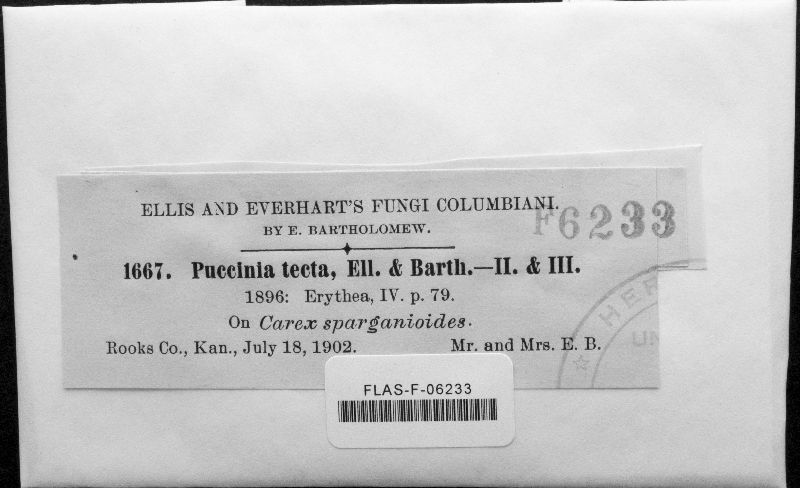 ELLIS AND EVERHART'S FUNGI COLUMBIANI.
F6233
BY E. BARTHOLOMEW.
1667. Puccinia tecta, Ell. & Barth.—II. & III.
1896: Erythea, IV. p. 79.
On Carex sparganioides.
Rooks Co., Kan., July 18, 1902. Mr. and Mrs. E. B.
FLAS-F-06233